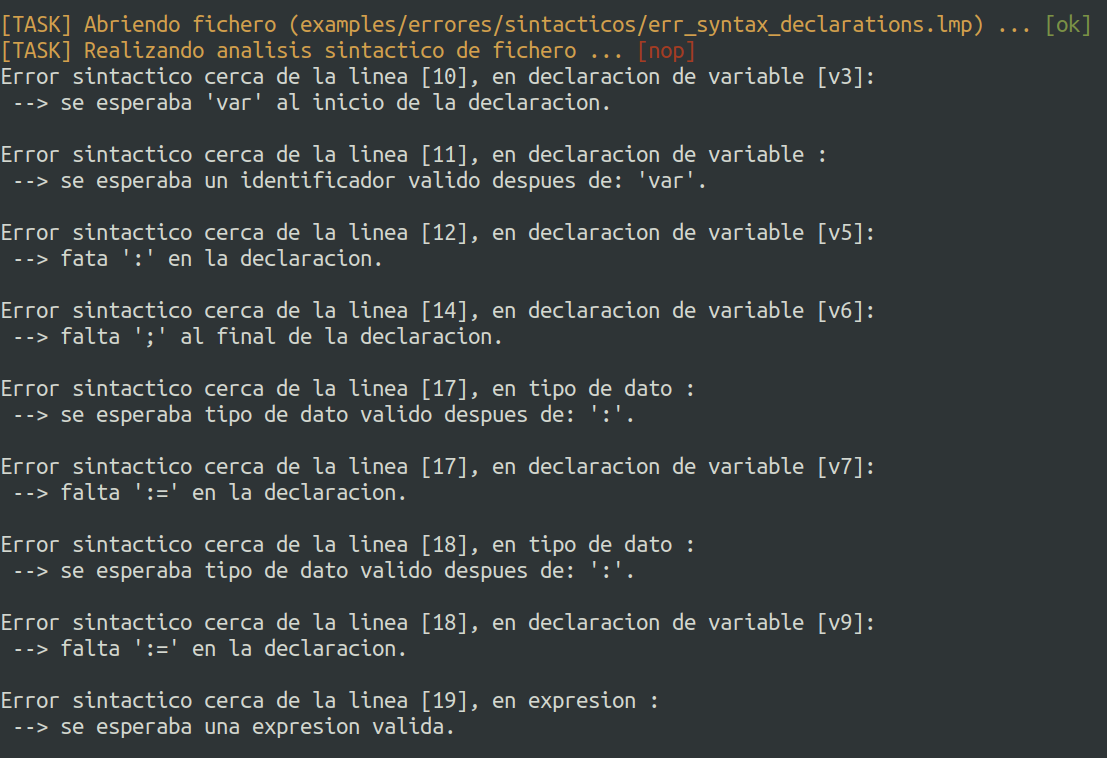 [TASK] Abriendo fichero (examples/errores/sintacticos/err_syntax_declarations.lmp) ... [ok]
[TASK] Realizando analisis sintactico de fichero ... [nop]
Error sintactico cerca de la linea [10], en declaracion de variable [v3]:
 --> se esperaba 'var' al inicio de la declaracion.

Error sintactico cerca de la linea [11], en declaracion de variable :
 --> se esperaba un identificador valido despues de: 'var'.

Error sintactico cerca de la linea [12], en declaracion de variable [v5]:
 --> fata ':' en la declaracion.

Error sintactico cerca de la linea [14], en declaracion de variable [v6]:
 --> falta ';' al final de la declaracion.

Error sintactico cerca de la linea [17], en tipo de dato :
 --> se esperaba tipo de dato valido despues de: ':'.

Error sintactico cerca de la linea [17], en declaracion de variable [v7]:
 --> falta ':=' en la declaracion.

Error sintactico cerca de la linea [18], en tipo de dato :
 --> se esperaba tipo de dato valido despues de: ':'.

Error sintactico cerca de la linea [18], en declaracion de variable [v9]:
 --> falta ':=' en la declaracion.

Error sintactico cerca de la linea [19], en expresion :
 --> se esperaba una expresion valida.